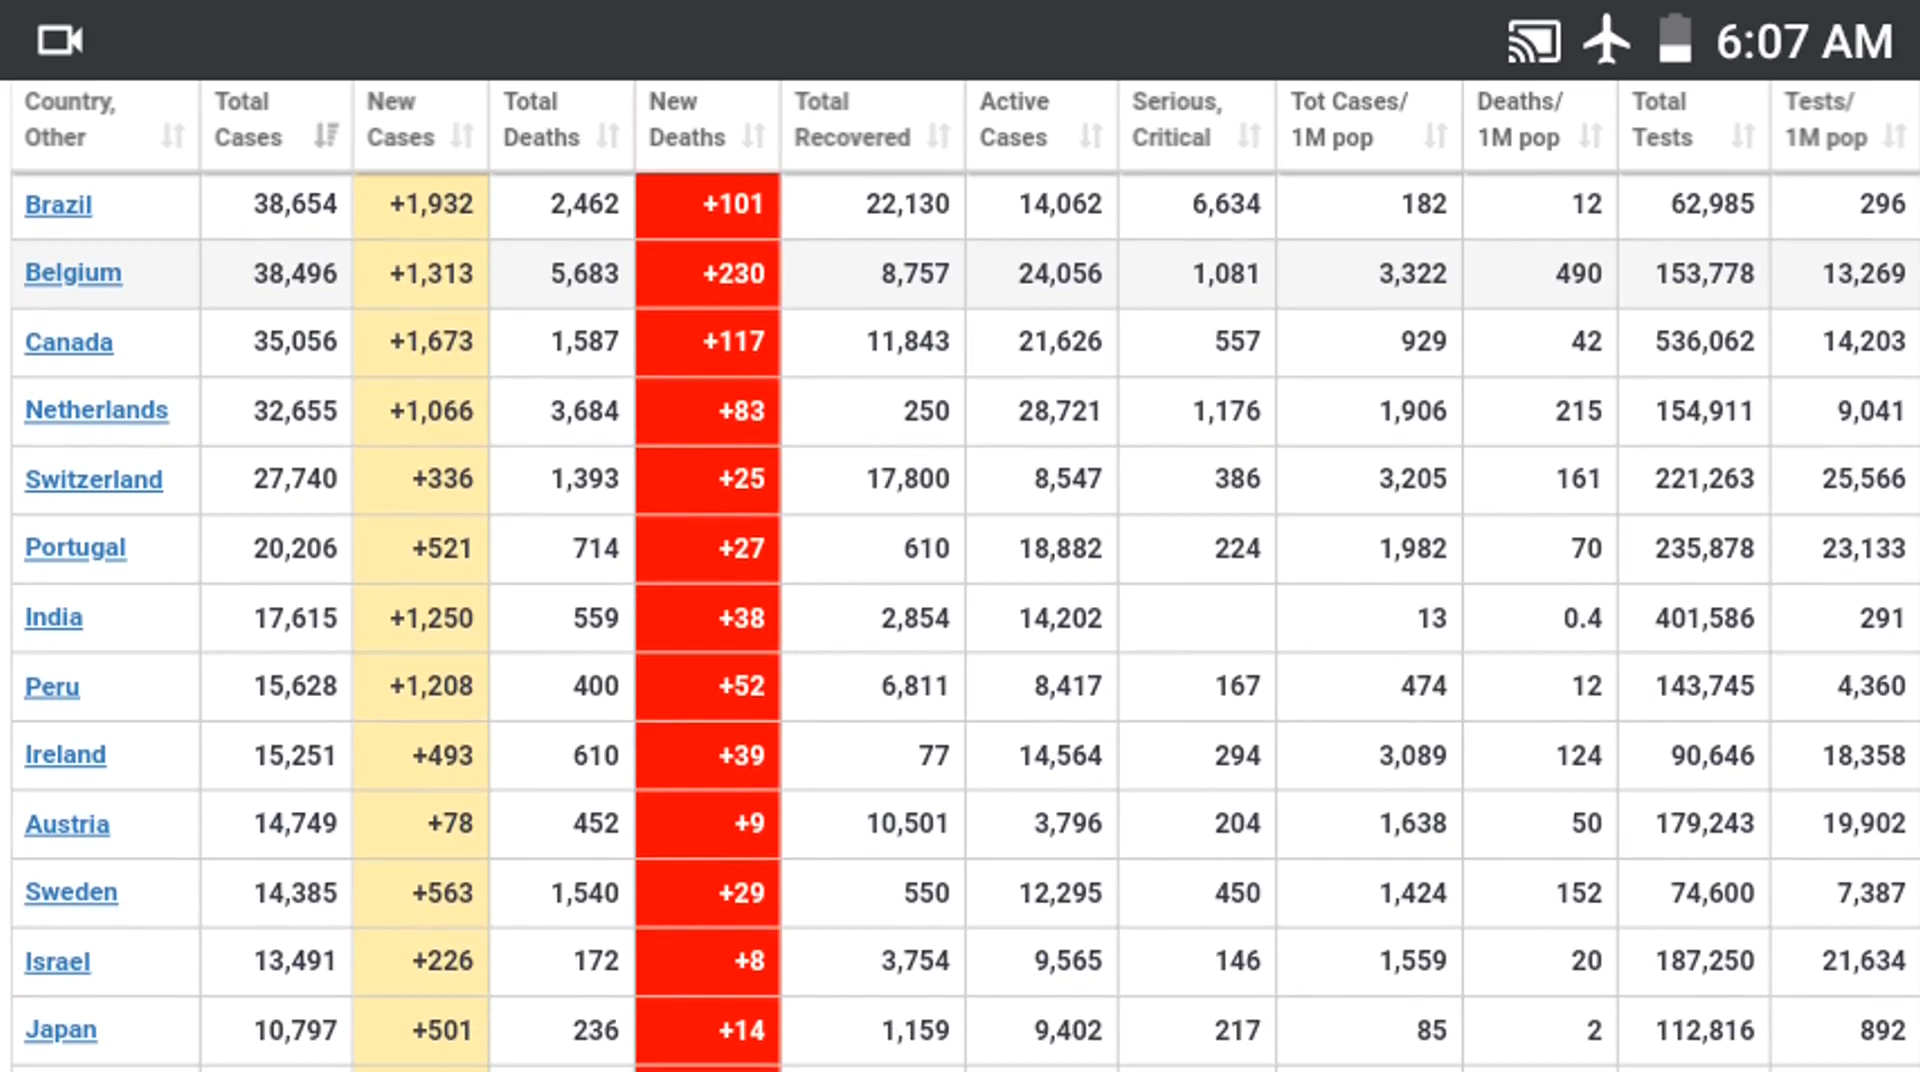 6:07 AM
Country, Other Total Cases New Cases Total Deaths New Deaths Total Recovered Active Cases Serious, Critical Tot Cases/ 1M pop Deaths/ 1M pop Total Tests Tests/ 1M pop
Brazil 38,654 +1,932 2,462 +101 22,130 14,062 6,634 182 12 62,985 296
Belgium 38,496 +1,313 5,683 +230 8,757 24,056 1,081 3,322 490 153,778 13,269
Canada 35,056 +1,673 1,587 +117 11,843 21,626 557 929 42 536,062 14,203
Netherlands 32,655 +1,066 3,684 +83 250 28,721 1,176 1,906 215 154,911 9,041
Switzerland 27,740 +336 1,393 +25 17,800 8,547 386 3,205 161 221,263 25,566
Portugal 20,206 +521 714 +27 610 18,882 224 1,982 70 235,878 23,133
India 17,615 +1,250 559 +38 2,854 14,202 13 0.4 401,586 291
Peru 15,628 +1,208 400 +52 6,811 8,417 167 474 12 143,745 4,360
Ireland 15,251 +493 610 +39 77 14,564 294 3,089 124 90,646 18,358
Austria 14,749 +78 452 +9 10,501 3,796 204 1,638 50 179,243 19,902
Sweden 14,385 +563 1,540 +29 550 12,295 450 1,424 152 74,600 7,387
Israel 13,491 +226 172 +8 3,754 9,565 146 1,559 20 187,250 21,634
Japan 10,797 +501 236 +14 1,159 9,402 217 85 2 112,816 892